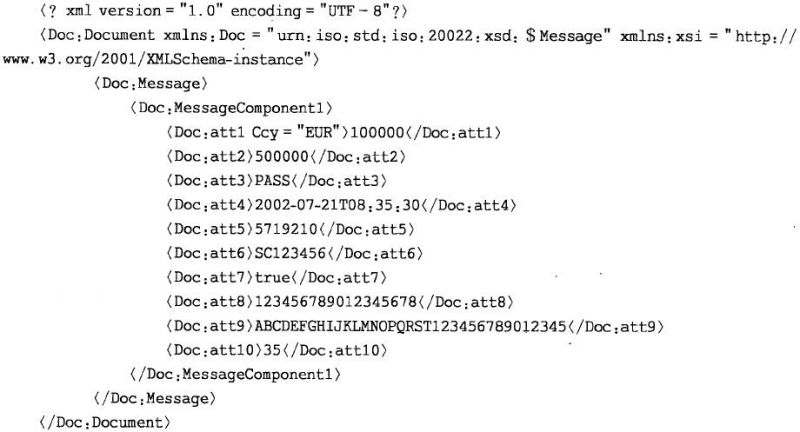 〈? xml version = "1.0" encoding = "UTF - 8"?〉
〈Doc:Document xmlns:Doc = "urn:iso:std:iso:20022:xsd: $ Message" xmlns:xsi = "http://
www.w3.org/2001/XMLSchema-instance"〉
〈Doc:Message〉
〈Doc:MessageComponent1〉
〈Doc:att1 Ccy = "EUR"〉100000〈/Doc:att1〉
〈Doc:att2〉500000〈/Doc:att2〉
〈Doc:att3〉PASS〈/Doc:att3〉
〈Doc:att4〉2002-07-21T08:35:30〈/Doc:att4〉
〈Doc:att5〉5719210〈/Doc:att5〉
〈Doc:att6〉SC123456〈/Doc:att6〉
〈Doc:att7〉true〈/Doc:att7〉
〈Doc:att8〉123456789012345678〈/Doc:att8〉
〈Doc:att9〉ABCDEFGHIJKLMNOPQRST123456789012345〈/Doc:att9〉
〈Doc:att10〉35〈/Doc:att10〉
〈/Doc:MessageComponent1〉
〈/Doc:Message〉
〈/Doc:Document〉